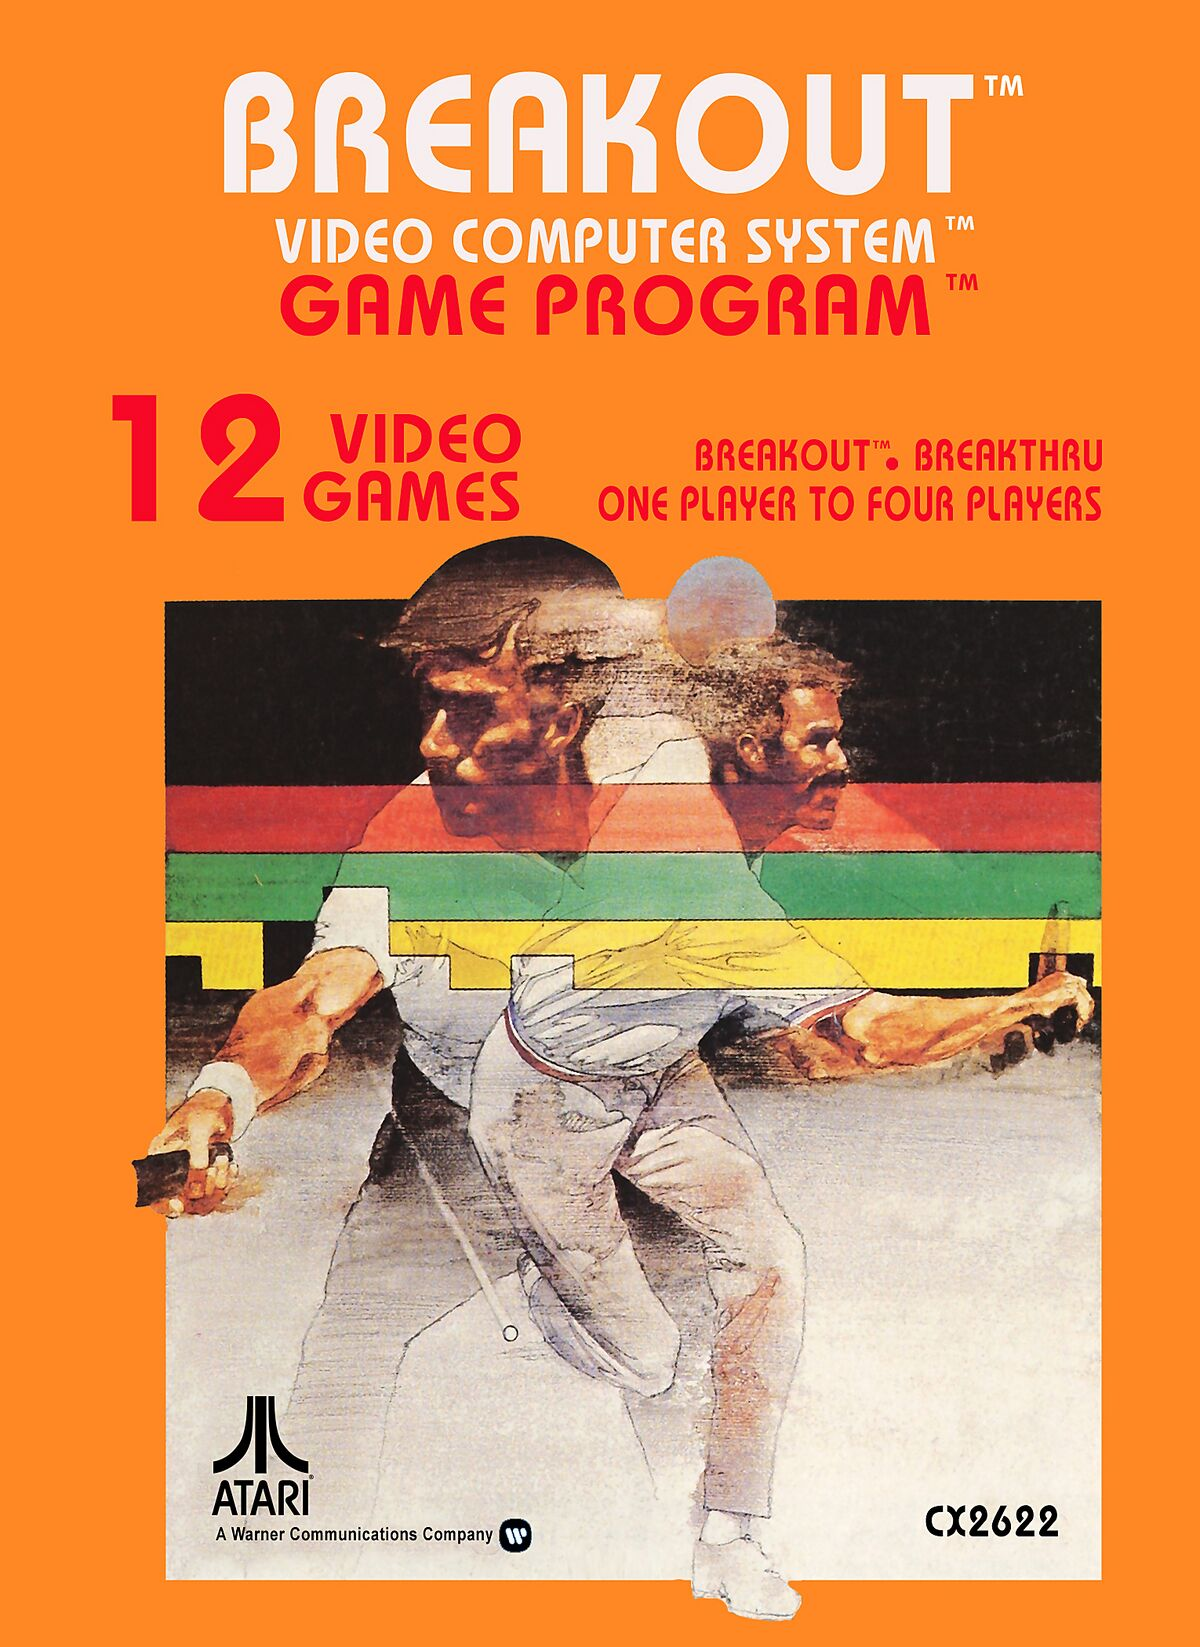 BREAKOUT™
VIDEO COMPUTER SYSTEM™
GAME PROGRAM™
12 VIDEO GAMES
BREAKOUT™ • BREAKTHRU
ONE PLAYER TO FOUR PLAYERS
ATARI®
A Warner Communications Company
CX2622